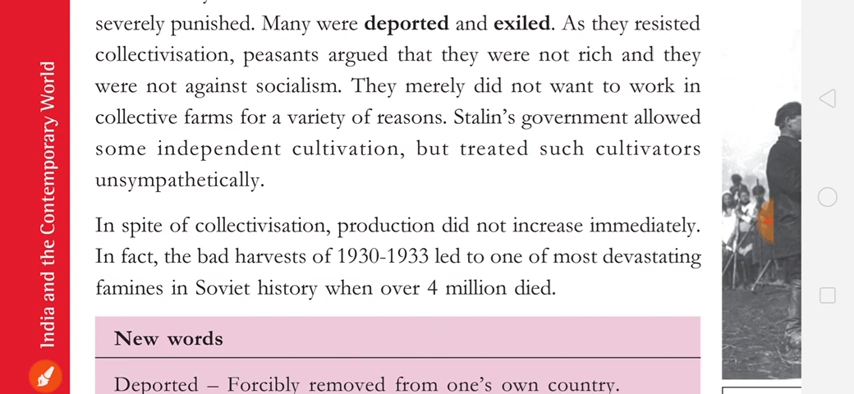 severely punished. Many were deported and exiled. As they resisted
collectivisation, peasants argued that they were not rich and they
were not against socialism. They merely did not want to work in
collective farms for a variety of reasons. Stalin's government allowed
some independent cultivation, but treated such cultivators
unsympathetically.
In spite of collectivisation, production did not increase immediately.
In fact, the bad harvests of 1930-1933 led to one of most devastating
famines in Soviet history when over 4 million died.
New words
Deported – Forcibly removed from one's own country.
India and the Contemporary World